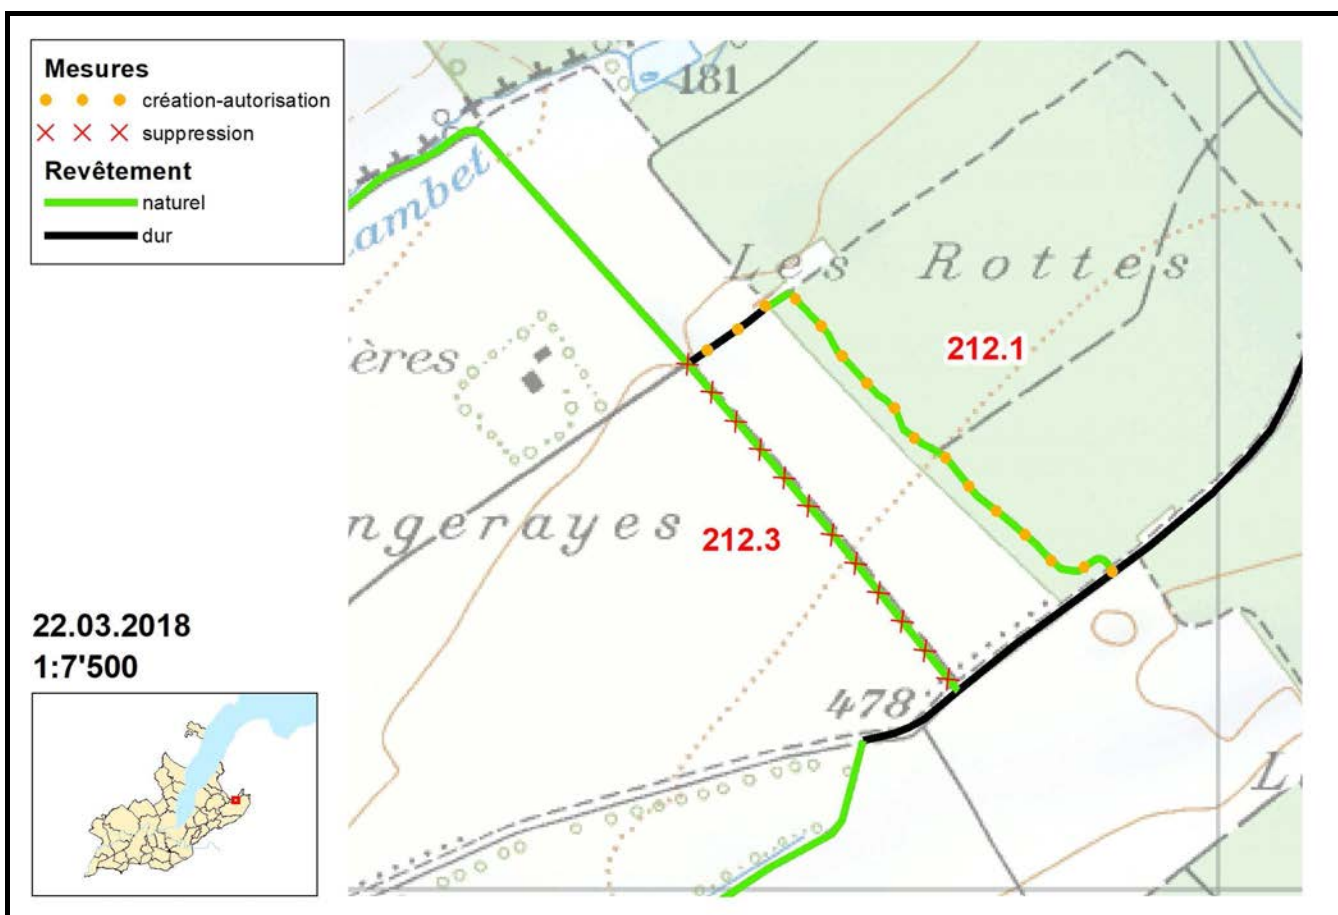 Mesures
création-autorisation
suppression
Revêtement
naturel
dur
181
ambet
Les Rottes
212.1
ères
ngerayes
212.3
478
22.03.2018
1:7'500